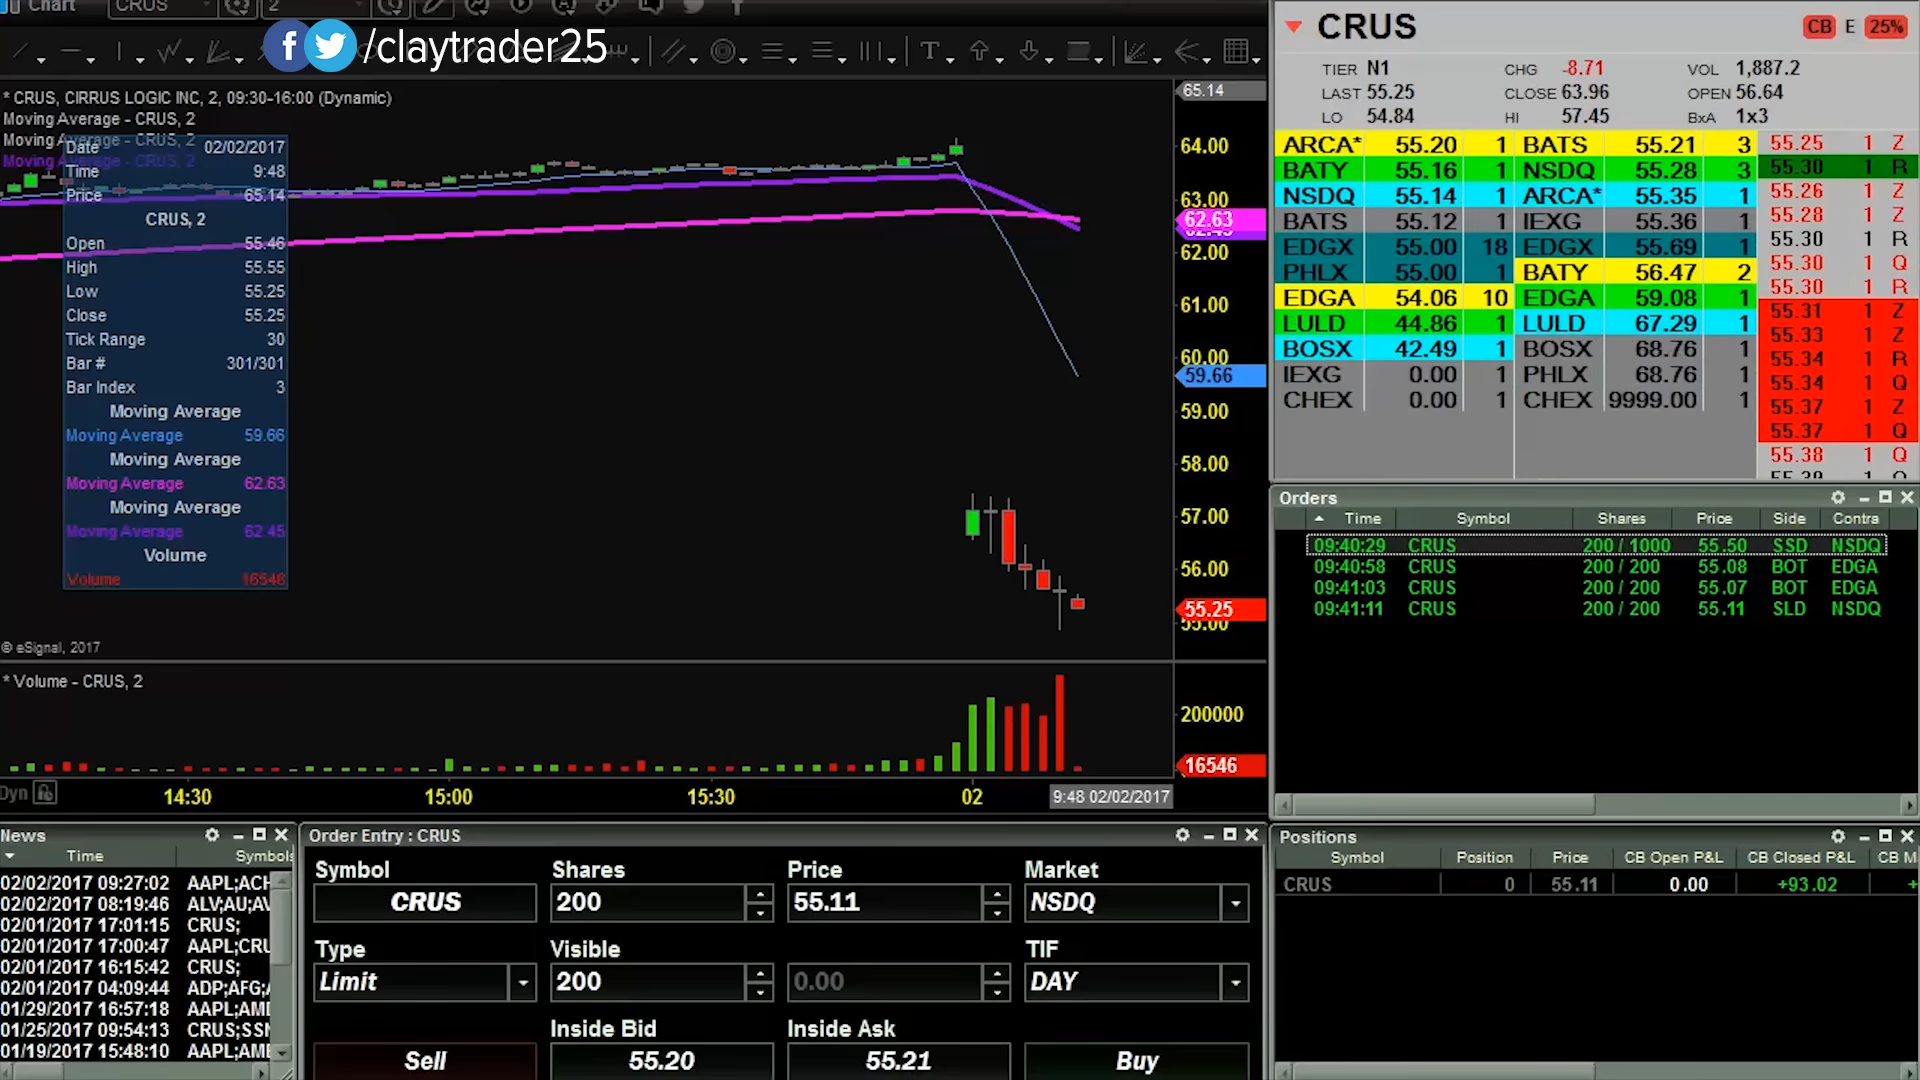 Chart CRUS 2
/claytrader25
* CRUS, CIRRUS LOGIC INC, 2, 09:30-16:00 (Dynamic)
Moving Average - CRUS, 2
Moving Average - CRUS, 2
Moving Average - CRUS, 2
Date 02/02/2017
Time 9:48
Price 65.14
CRUS, 2
Open 55.46
High 55.55
Low 55.25
Close 55.25
Tick Range 30
Bar # 301/301
Bar Index 3
Moving Average
Moving Average 59.66
Moving Average
Moving Average 62.63
Moving Average
Moving Average 62.45
Volume
Volume 16546
© eSignal, 2017
65.14
64.00
63.00
62.63
62.45
62.00
61.00
60.00
59.66
59.00
58.00
57.00
56.00
55.25
55.00
* Volume - CRUS, 2
200000
16546
Dyn
14:30 15:00 15:30 02 9:48 02/02/2017
CRUS CB E 25%
TIER N1 CHG -8.71 VOL 1,887.2
LAST 55.25 CLOSE 63.96 OPEN 56.64
LO 54.84 HI 57.45 BxA 1x3
ARCA* 55.20 1 BATS 55.21 3
BATY 55.16 1 NSDQ 55.28 3
NSDQ 55.14 1 ARCA* 55.35 1
BATS 55.12 1 IEXG 55.36 1
EDGX 55.00 18 EDGX 55.69 1
PHLX 55.00 1 BATY 56.47 2
EDGA 54.06 10 EDGA 59.08 1
LULD 44.86 1 LULD 67.29 1
BOSX 42.49 1 BOSX 68.76 1
IEXG 0.00 1 PHLX 68.76 1
CHEX 0.00 1 CHEX 9999.00 1
55.25 1 Z
55.30 1 R
55.26 1 Z
55.28 1 Z
55.30 1 R
55.30 1 Q
55.30 1 R
55.31 1 Z
55.33 1 Z
55.34 1 R
55.34 1 Q
55.37 1 Z
55.37 1 Q
55.38 1 Q
Orders
Time Symbol Shares Price Side Contra
09:40:29 CRUS 200 / 1000 55.50 SSD NSDQ
09:40:58 CRUS 200 / 200 55.08 BOT EDGA
09:41:03 CRUS 200 / 200 55.07 BOT EDGA
09:41:11 CRUS 200 / 200 55.11 SLD NSDQ
News
Time Symbols
02/02/2017 09:27:02 AAPL;ACH
02/02/2017 08:19:46 ALV;AU;AV
02/01/2017 17:01:15 CRUS;
02/01/2017 17:00:47 AAPL;CRU
02/01/2017 16:15:42 CRUS;
02/01/2017 04:09:44 ADP;AFG;
01/29/2017 16:57:18 AAPL;AME
01/25/2017 09:54:13 CRUS;SSN
01/19/2017 15:48:10 AAPL;AME
Order Entry : CRUS
Symbol Shares Price Market
CRUS 200 55.11 NSDQ
Type Visible TIF
Limit 200 0.00 DAY
Inside Bid Inside Ask
Sell 55.20 55.21 Buy
Positions
Symbol Position Price CB Open P&L CB Closed P&L CB M
CRUS 0 55.11 0.00 +93.02 +